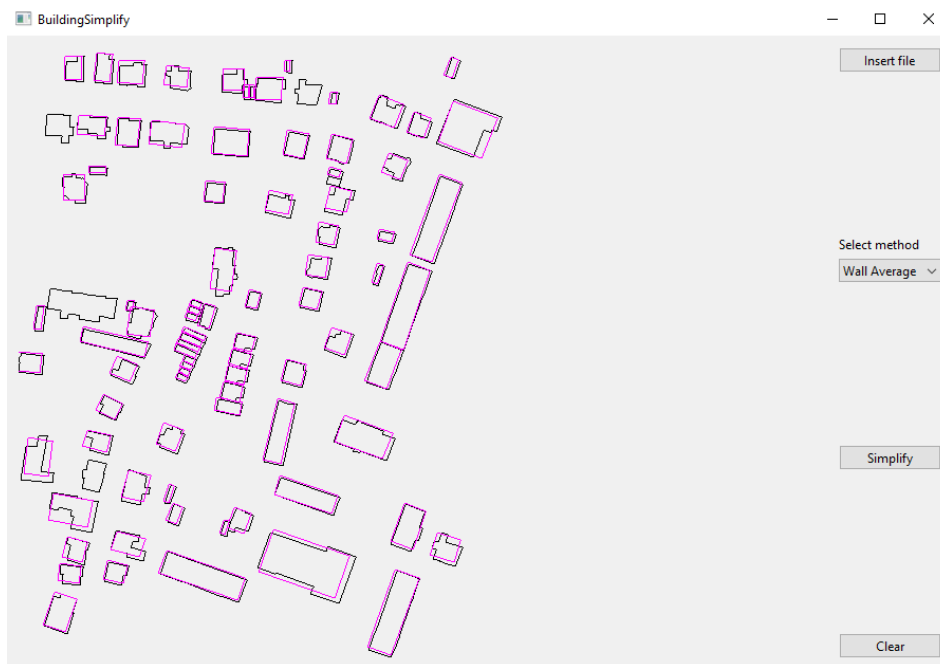 BuildingSimplify
Insert file
Select method
Wall Average
Simplify
Clear